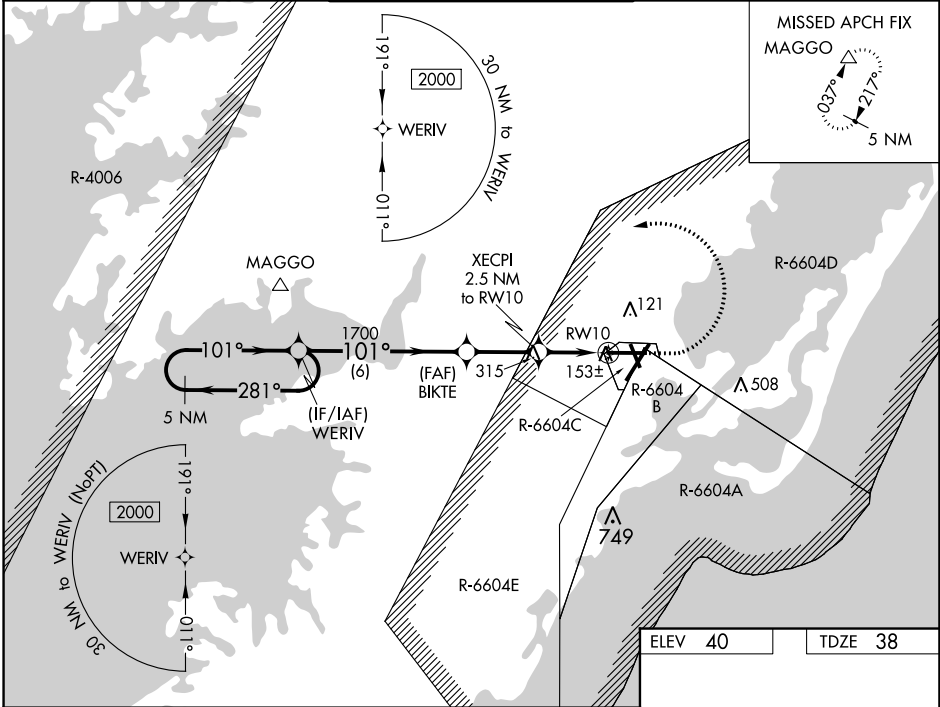 MISSED APCH FIX
MAGGO
037°
217°
5 NM
191°
2000
30 NM to WERIV
WERIV
011°
R-4006
R-6604D
XECPI
2.5 NM
to RW10
MAGGO
121
1700
RW10
101°
101°
(6)
315
153±
281°
(FAF)
BIKTE
R-6604
B
508
5 NM
(IF/IAF)
WERIV
R-6604C
R-6604A
30 NM to WERIV (NoPT)
191°
2000
WERIV
011°
749
R-6604E
ELEV 40
TDZE 38